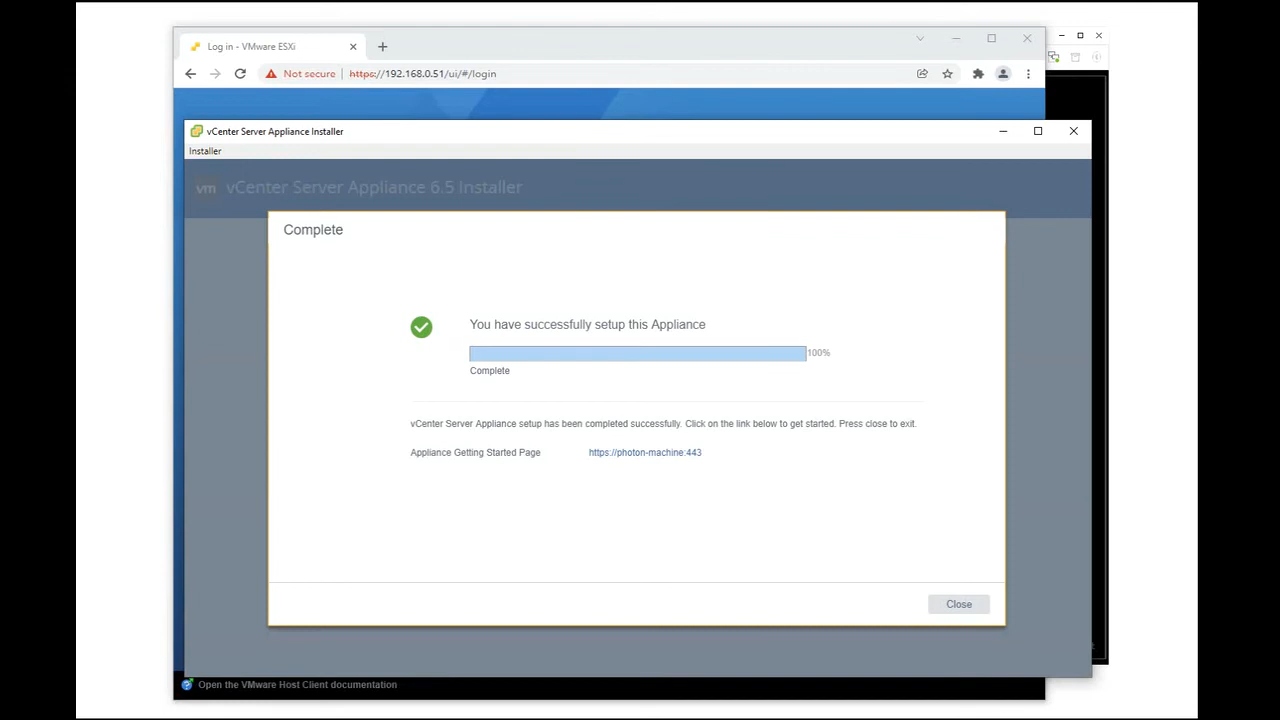 Log in - VMware ESXi
Not secure
https://192.168.0.51/ui/#/login
vCenter Server Appliance Installer
Installer
vm vCenter Server Appliance 6.5 Installer
Complete
You have successfully setup this Appliance
100%
Complete
vCenter Server Appliance setup has been completed successfully. Click on the link below to get started. Press close to exit.
Appliance Getting Started Page https://photon-machine:443
Close
Open the VMware Host Client documentation